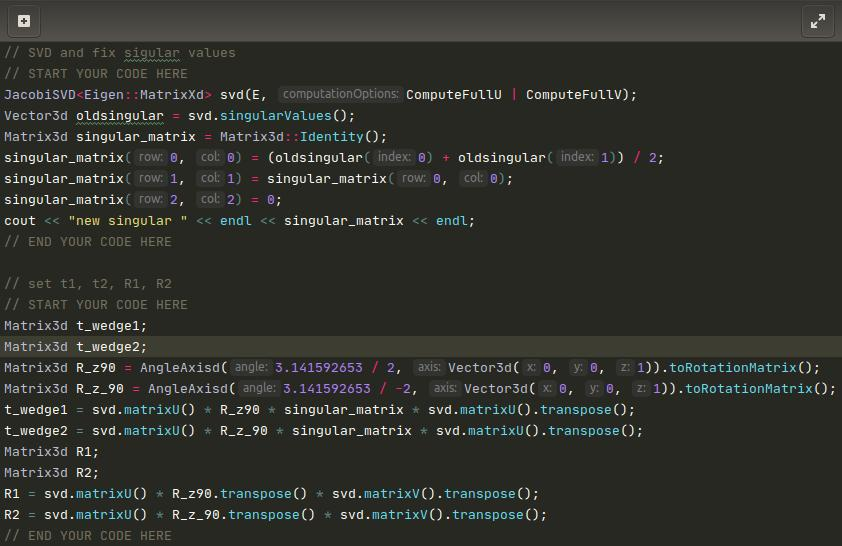 // SVD and fix sigular values
// START YOUR CODE HERE
JacobiSVD<Eigen::MatrixXd> svd(E, computationOptions: ComputeFullU | ComputeFullV);
Vector3d oldsingular = svd.singularValues();
Matrix3d singular_matrix = Matrix3d::Identity();
singular_matrix( row: 0, col: 0) = (oldsingular( index: 0) + oldsingular( index: 1)) / 2;
singular_matrix( row: 1, col: 1) = singular_matrix( row: 0, col: 0);
singular_matrix( row: 2, col: 2) = 0;
cout << "new singular " << endl << singular_matrix << endl;
// END YOUR CODE HERE
// set t1, t2, R1, R2
// START YOUR CODE HERE
Matrix3d t_wedge1;
Matrix3d t_wedge2;
Matrix3d R_z90 = AngleAxisd( angle: 3.141592653 / 2, axis: Vector3d( x: 0, y: 0, z: 1)).toRotationMatrix();
Matrix3d R_z_90 = AngleAxisd( angle: 3.141592653 / -2, axis: Vector3d( x: 0, y: 0, z: 1)).toRotationMatrix();
t_wedge1 = svd.matrixU() * R_z90 * singular_matrix * svd.matrixU().transpose();
t_wedge2 = svd.matrixU() * R_z_90 * singular_matrix * svd.matrixU().transpose();
Matrix3d R1;
Matrix3d R2;
R1 = svd.matrixU() * R_z90.transpose() * svd.matrixV().transpose();
R2 = svd.matrixU() * R_z_90.transpose() * svd.matrixV().transpose();
// END YOUR CODE HERE